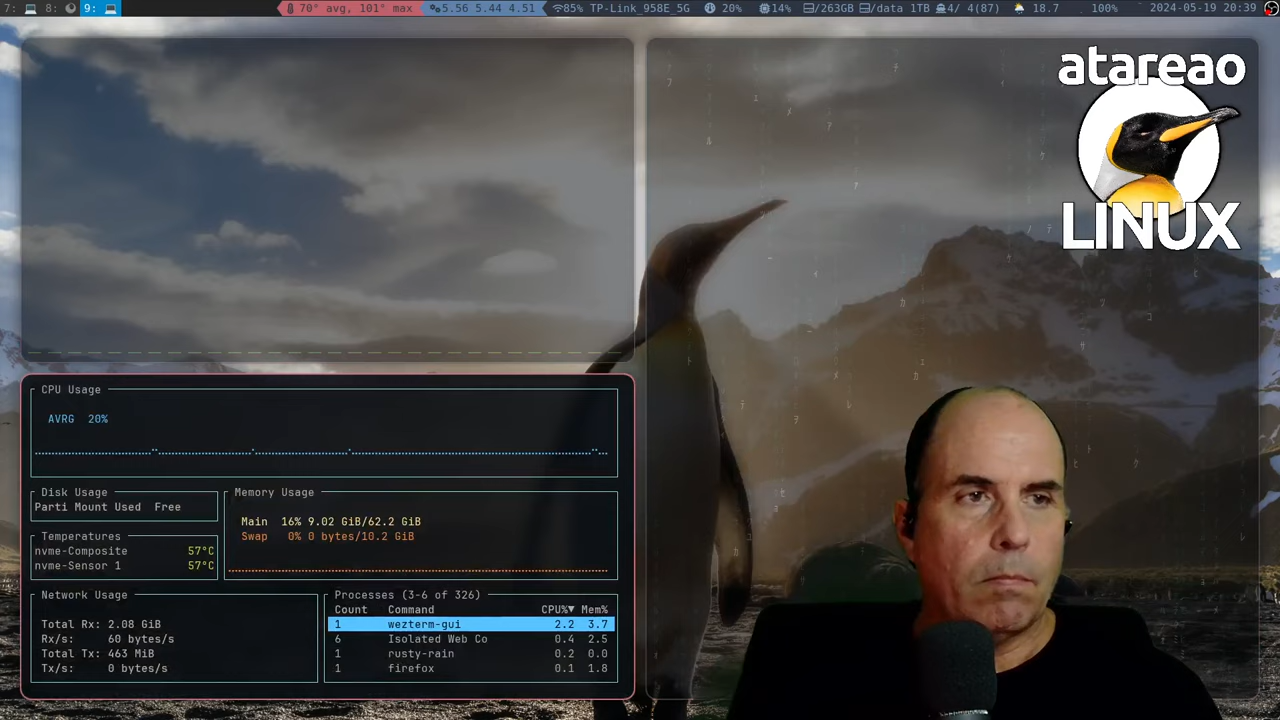 7: 8: 9: 70° avg, 101° max 5.56 5.44 4.51 85% TP-Link_958E_5G 20% 14% /263GB /data 1TB 4/ 4(87) 18.7 100% 2024-05-19 20:39
atareao
LINUX
CPU Usage
AVRG 20%
Disk Usage
Parti Mount Used Free
Memory Usage
Main 16% 9.02 GiB/62.2 GiB
Swap 0% 0 bytes/10.2 GiB
Temperatures
nvme-Composite 57°C
nvme-Sensor 1 57°C
Network Usage
Total Rx: 2.08 GiB
Rx/s: 60 bytes/s
Total Tx: 463 MiB
Tx/s: 0 bytes/s
Processes (3-6 of 326)
Count Command CPU%▼ Mem%
1 wezterm-gui 2.2 3.7
6 Isolated Web Co 0.4 2.5
1 rusty-rain 0.2 0.0
1 firefox 0.1 1.8